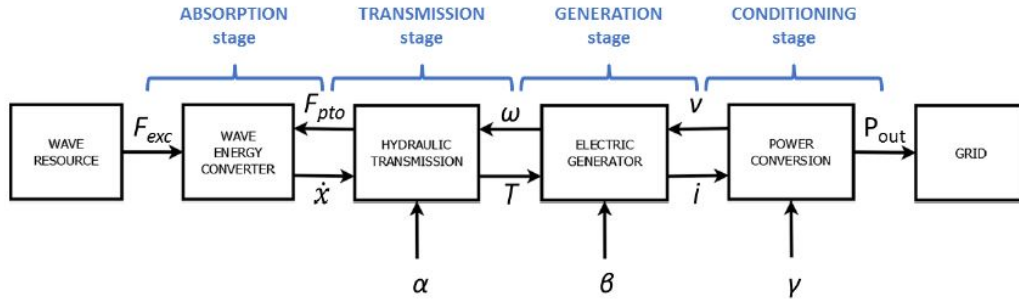 ABSORPTION
stage
TRANSMISSION
stage
GENERATION
stage
CONDITIONING
stage
WAVE
RESOURCE
F_exc
WAVE
ENERGY
CONVERTER
F_pto
ẋ
HYDRAULIC
TRANSMISSION
ω
T
ELECTRIC
GENERATOR
ν
i
POWER
CONVERSION
P_out
GRID
α
β
γ